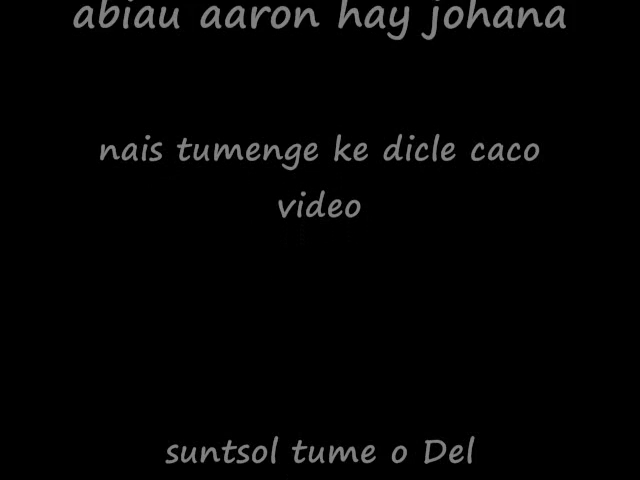 abiau aaron hay johana
nais tumenge ke dicle caco
video
suntsol tume o Del